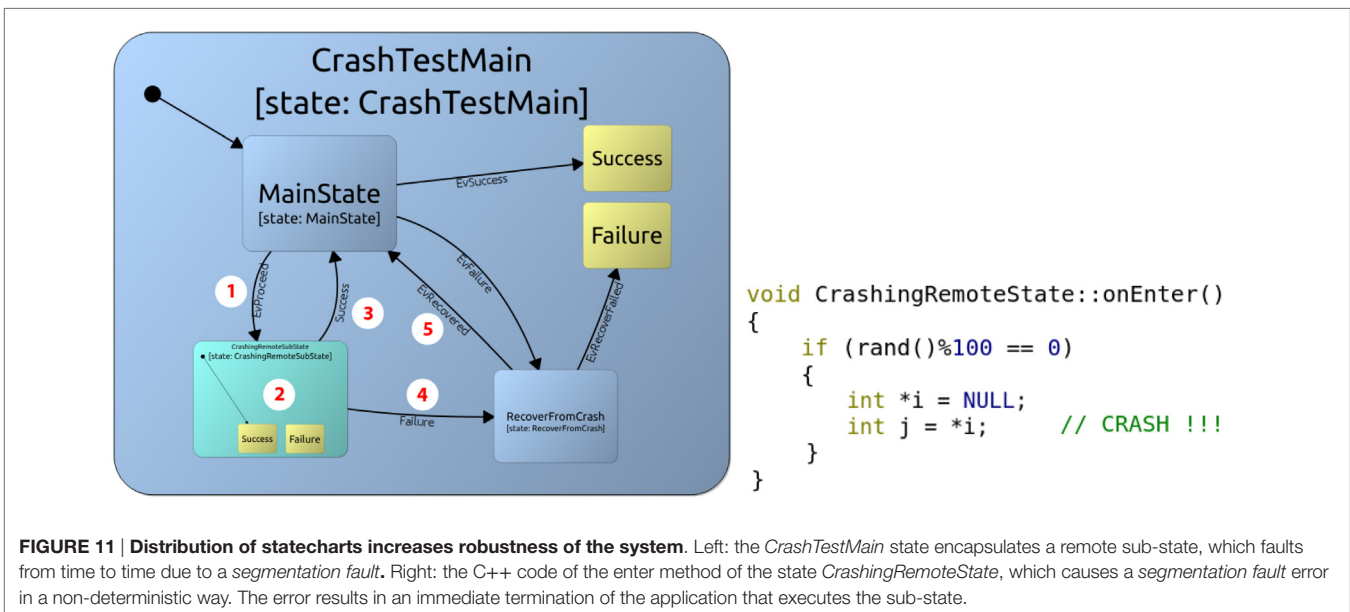 CrashTestMain
[state: CrashTestMain]
MainState
[state: MainState]
Success
Failure
EvSuccess
EvFailure
EvProceed
1
Success
3
EvRecovered
5
EvRecoverFailed
CrashingRemoteSubState
[state: CrashingRemoteSubState]
2
Success
Failure
4
Failure
RecoverFromCrash
[state: RecoverFromCrash]
void CrashingRemoteState::onEnter()
{
if (rand()%100 == 0)
{
int *i = NULL;
int j = *i; // CRASH !!!
}
}
FIGURE 11 | Distribution of statecharts increases robustness of the system. Left: the CrashTestMain state encapsulates a remote sub-state, which faults
from time to time due to a segmentation fault. Right: the C++ code of the enter method of the state CrashingRemoteState, which causes a segmentation fault error
in a non-deterministic way. The error results in an immediate termination of the application that executes the sub-state.